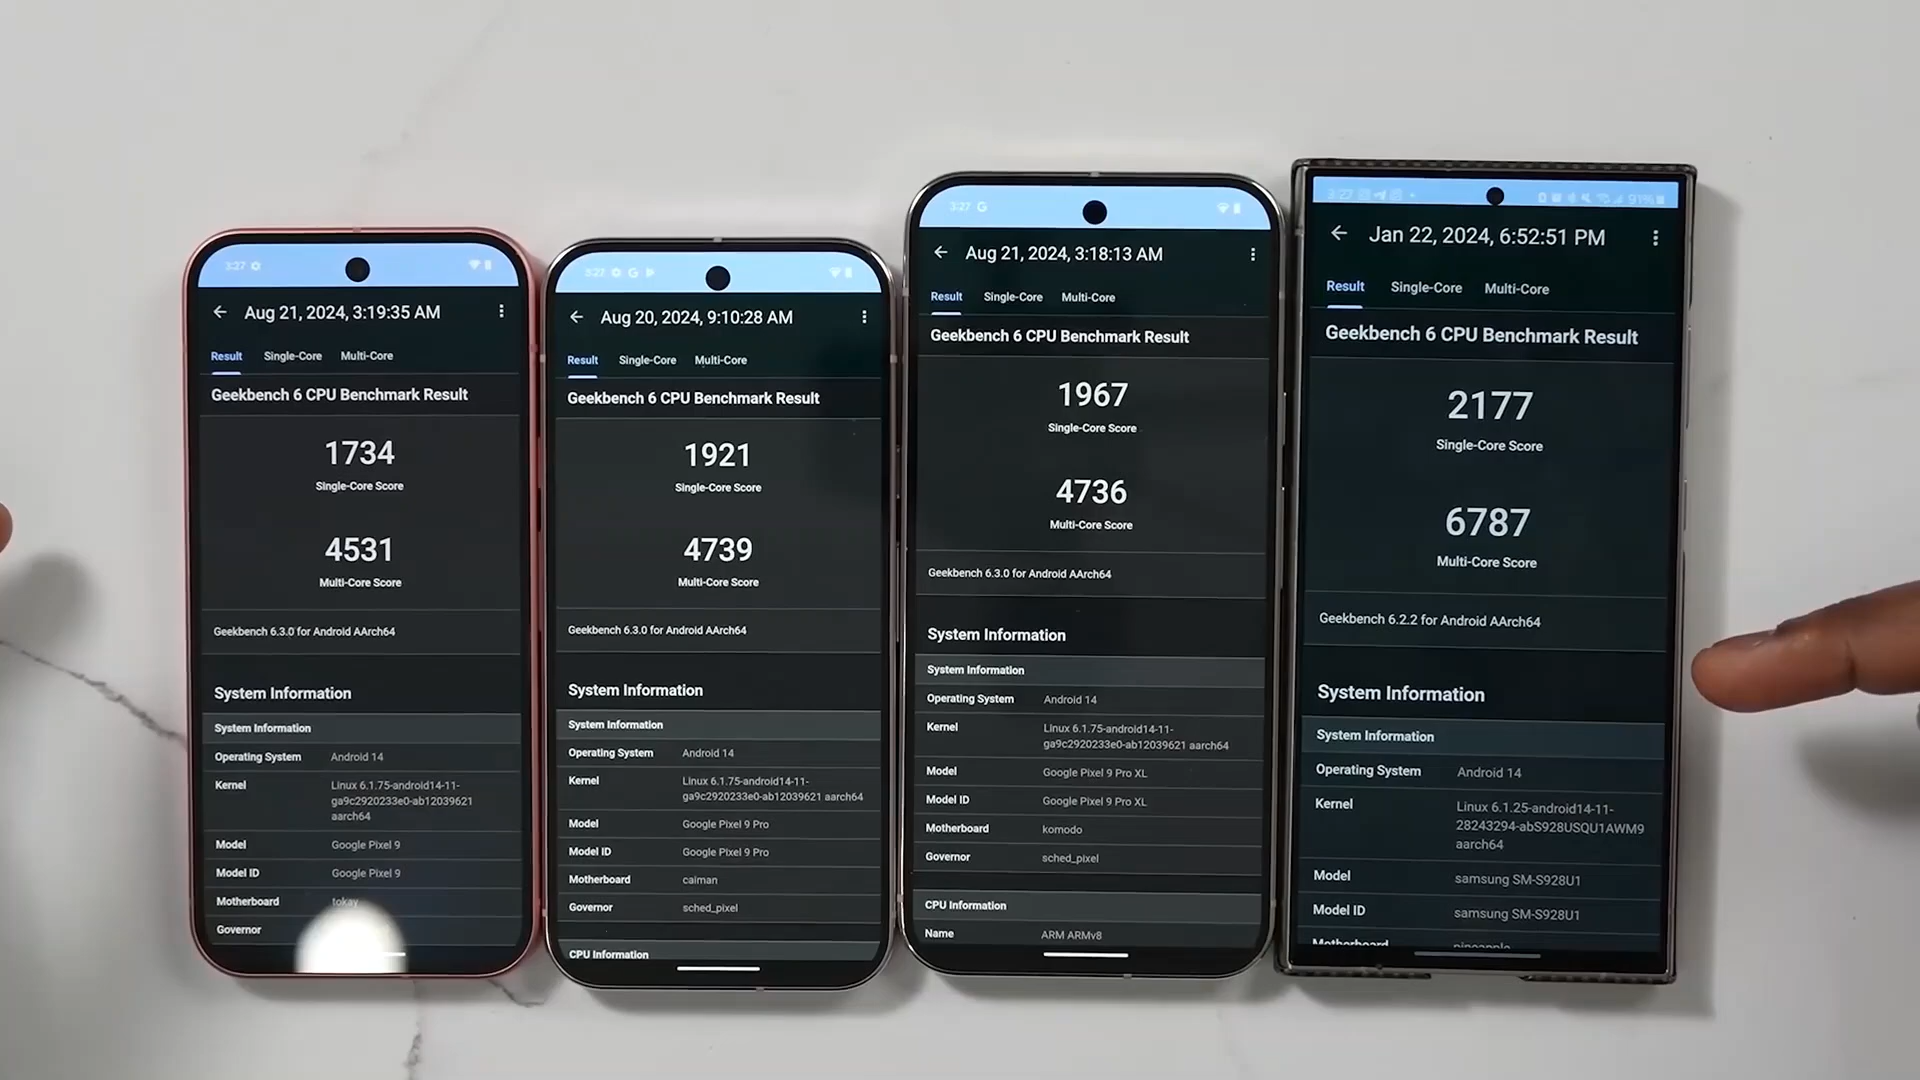 3:27
Aug 21, 2024, 3:19:35 AM
Result Single-Core Multi-Core
Geekbench 6 CPU Benchmark Result
1734
Single-Core Score
4531
Multi-Core Score
Geekbench 6.3.0 for Android AArch64
System Information
System Information
Operating System Android 14
Kernel Linux 6.1.75-android14-11-
ga9c2920233e0-ab12039621
aarch64
Model Google Pixel 9
Model ID Google Pixel 9
Motherboard tokay
Governor
3:27 G
Aug 20, 2024, 9:10:28 AM
Result Single-Core Multi-Core
Geekbench 6 CPU Benchmark Result
1921
Single-Core Score
4739
Multi-Core Score
Geekbench 6.3.0 for Android AArch64
System Information
System Information
Operating System Android 14
Kernel Linux 6.1.75-android14-11-
ga9c2920233e0-ab12039621 aarch64
Model Google Pixel 9 Pro
Model ID Google Pixel 9 Pro
Motherboard caiman
Governor sched_pixel
CPU Information
3:27 G
Aug 21, 2024, 3:18:13 AM
Result Single-Core Multi-Core
Geekbench 6 CPU Benchmark Result
1967
Single-Core Score
4736
Multi-Core Score
Geekbench 6.3.0 for Android AArch64
System Information
System Information
Operating System Android 14
Kernel Linux 6.1.75-android14-11-
ga9c2920233e0-ab12039621 aarch64
Model Google Pixel 9 Pro XL
Model ID Google Pixel 9 Pro XL
Motherboard komodo
Governor sched_pixel
CPU Information
Name ARM ARMv8
3:27 91%
Jan 22, 2024, 6:52:51 PM
Result Single-Core Multi-Core
Geekbench 6 CPU Benchmark Result
2177
Single-Core Score
6787
Multi-Core Score
Geekbench 6.2.2 for Android AArch64
System Information
System Information
Operating System Android 14
Kernel Linux 6.1.25-android14-11-
28243294-abS928USQU1AWM9
aarch64
Model samsung SM-S928U1
Model ID samsung SM-S928U1
Motherboard pineapple